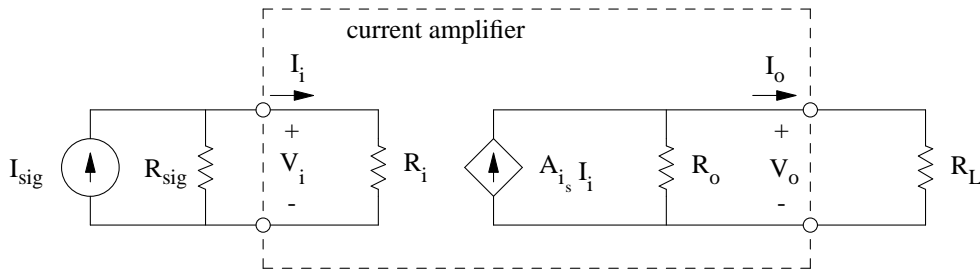 current amplifier
I_i
I_o
I_sig
R_sig
+
V_i
-
R_i
A_i_s I_i
R_o
+
V_o
-
R_L